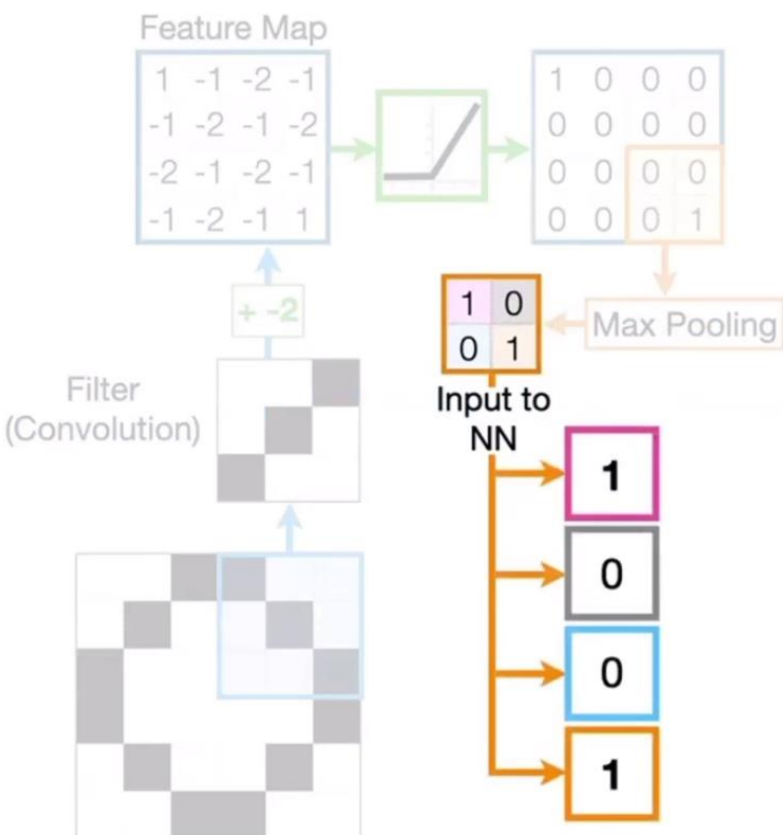 Feature Map
1 -1 -2 -1
-1 -2 -1 -2
-2 -1 -2 -1
-1 -2 -1 1
1 0 0 0
0 0 0 0
0 0 0 0
0 0 0 1
+ -2
Filter
(Convolution)
Max Pooling
1 0
0 1
Input to
NN
1
0
0
1